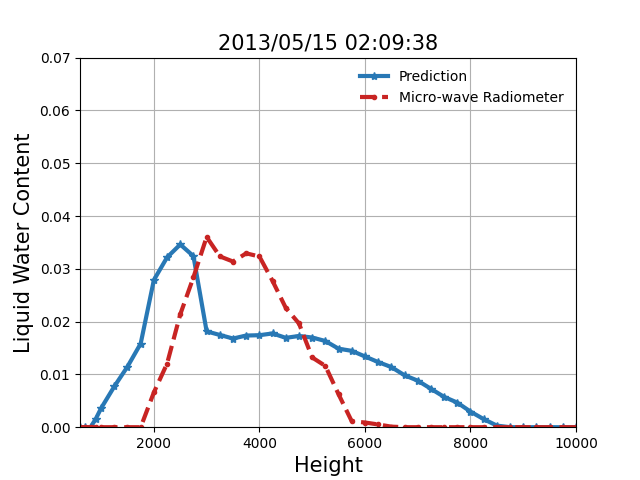 2013/05/15 02:09:38
Prediction
Micro-wave Radiometer
Liquid Water Content
0.07
0.06
0.05
0.04
0.03
0.02
0.01
0.00
2000 4000 6000 8000 10000
Height